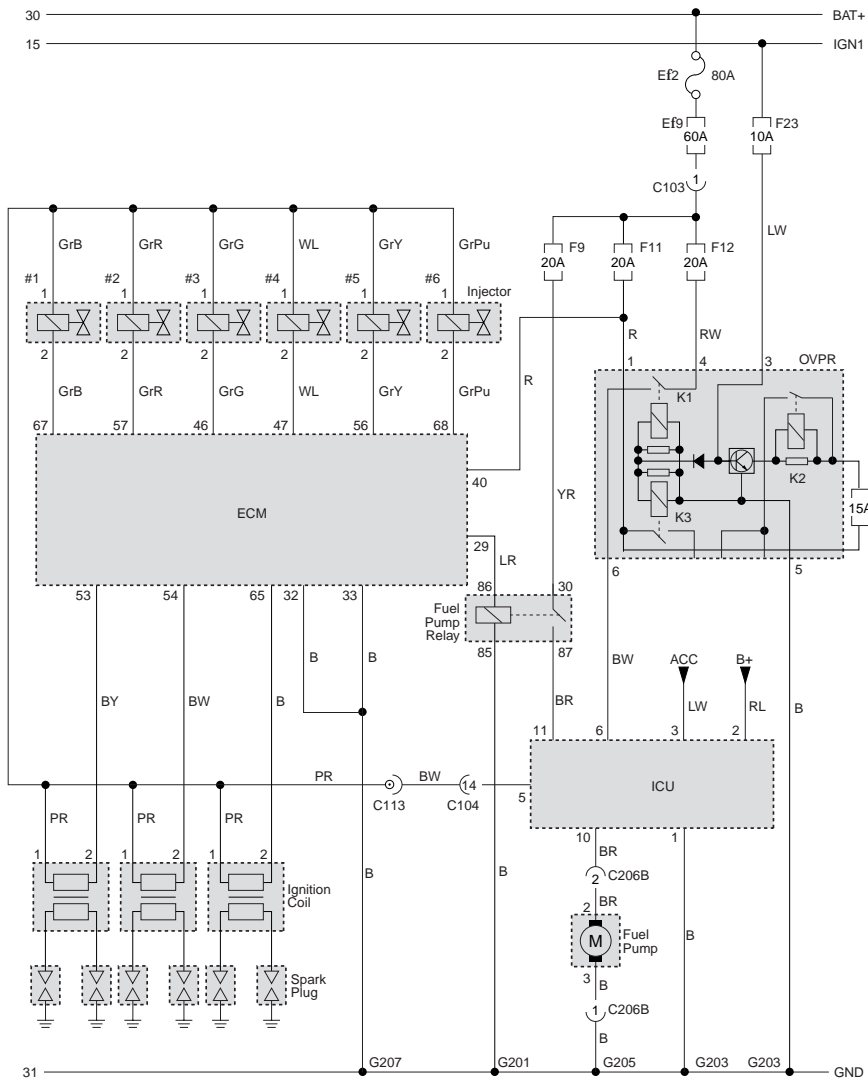 30 BAT+
15 IGN1
Ef2 80A
Ef9 60A
F23 10A
C103 1
GrB GrR GrG WL GrY GrPu
F9 20A
F11 20A
F12 20A
LW
#1 #2 #3 #4 #5 #6 Injector
1 1 1 1 1 1
2 2 2 2 2 2
R RW
1 4 3 OVPR
GrB GrR GrG WL GrY GrPu
R
K1
67 57 46 47 56 68
40
ECM
YR
K2
K3
15A
29
LR
6 5
53 54 65 32 33
86 30
Fuel
Pump
Relay
85 87
B B
BW
ACC B+
BY BW B
BR
LW RL
B
11 6 3 2
PR BW 14
C113 C104
5
ICU
PR PR PR
10 1
BR
2 C206B
1 2 1 2 1 2
Ignition
Coil
B B
2 BR
M
Fuel
Pump
B
3
B
1 C206B
B
Spark
Plug
31 G207 G201 G205 G203 G203 GND